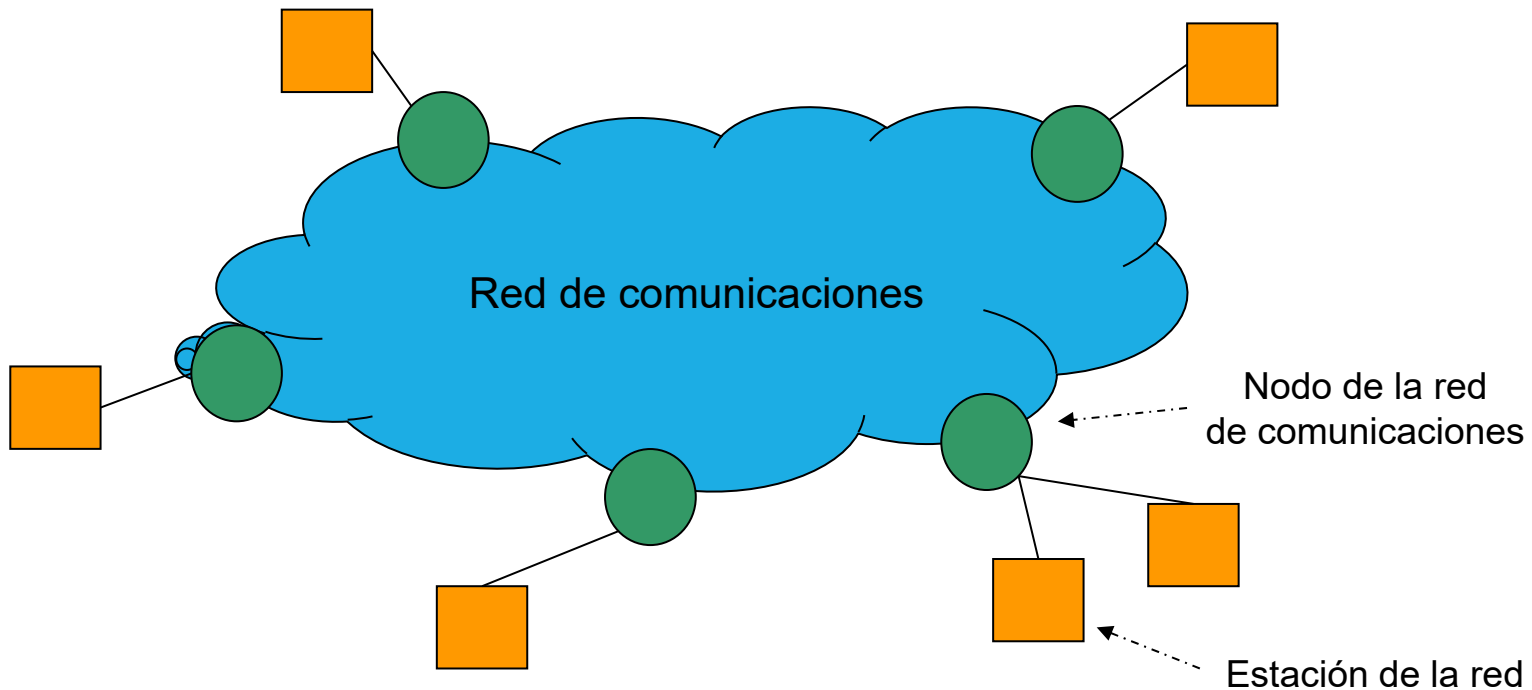 Red de comunicaciones
Nodo de la red
de comunicaciones
Estación de la red